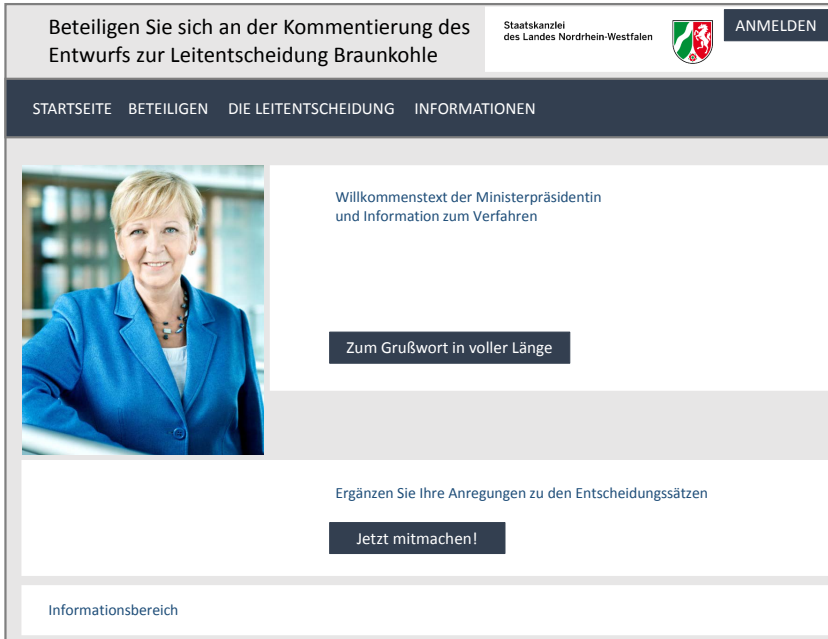 Beteiligen Sie sich an der Kommentierung des
Entwurfs zur Leitentscheidung Braunkohle
Staatskanzlei
des Landes Nordrhein-Westfalen
ANMELDEN
STARTSEITE BETEILIGEN DIE LEITENTSCHEIDUNG INFORMATIONEN
Willkommenstext der Ministerpräsidentin
und Information zum Verfahren
Zum Grußwort in voller Länge
Ergänzen Sie Ihre Anregungen zu den Entscheidungssätzen
Jetzt mitmachen!
Informationsbereich